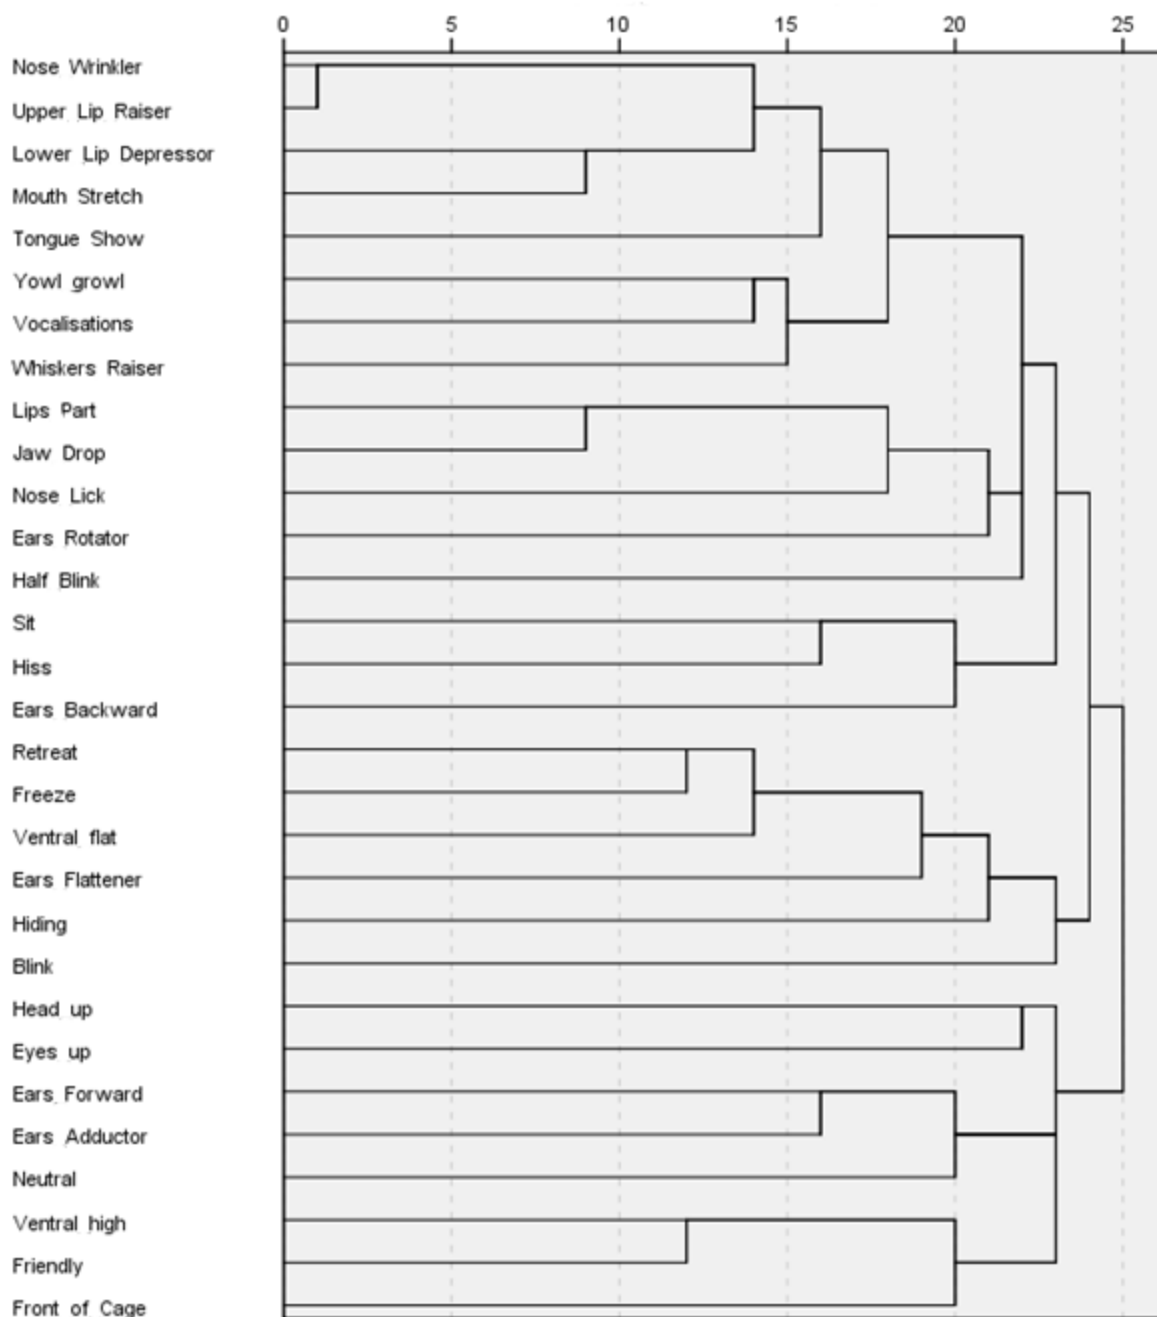 0 5 10 15 20 25
Nose Wrinkler
Upper Lip Raiser
Lower Lip Depressor
Mouth Stretch
Tongue Show
Yowl growl
Vocalisations
Whiskers Raiser
Lips Part
Jaw Drop
Nose Lick
Ears Rotator
Half Blink
Sit
Hiss
Ears Backward
Retreat
Freeze
Ventral flat
Ears Flattener
Hiding
Blink
Head up
Eyes up
Ears Forward
Ears Adductor
Neutral
Ventral high
Friendly
Front of Cage